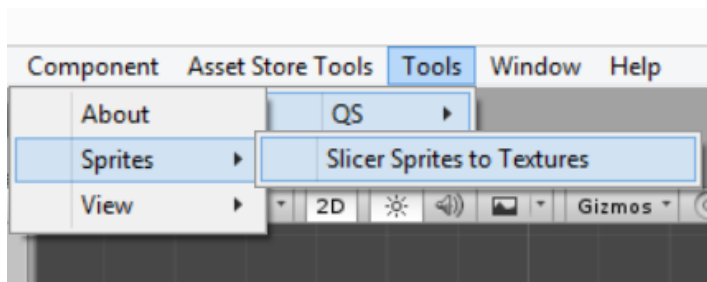 Component Asset Store Tools Tools Window Help
About QS
Sprites Slicer Sprites to Textures
View 2D Gizmos